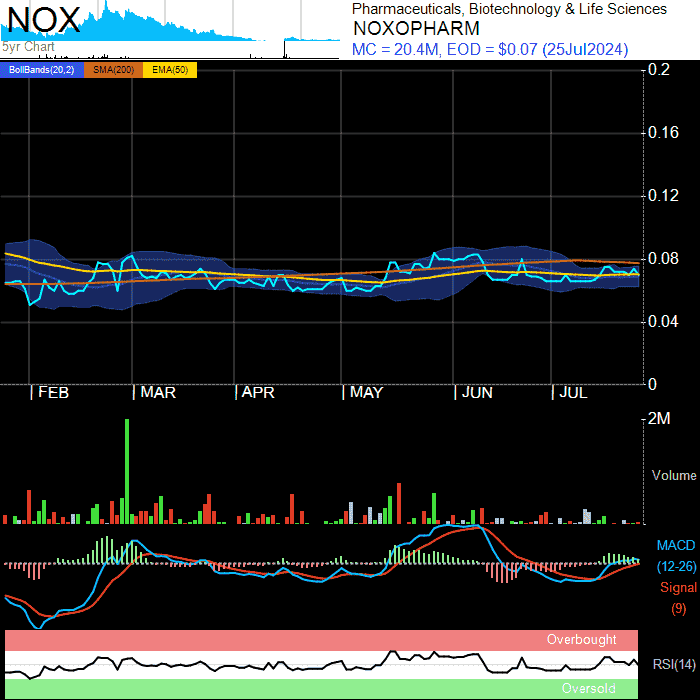 NOX
5yr Chart
Pharmaceuticals, Biotechnology & Life Sciences
NOXOPHARM
MC = 20.4M, EOD = $0.07 (25Jul2024)
BollBands(20,2) SMA(200) EMA(50)
0.2
0.16
0.12
0.08
0.04
0
FEB MAR APR MAY JUN JUL
2M
Volume
MACD
(12-26)
Signal
(9)
Overbought
RSI(14)
Oversold